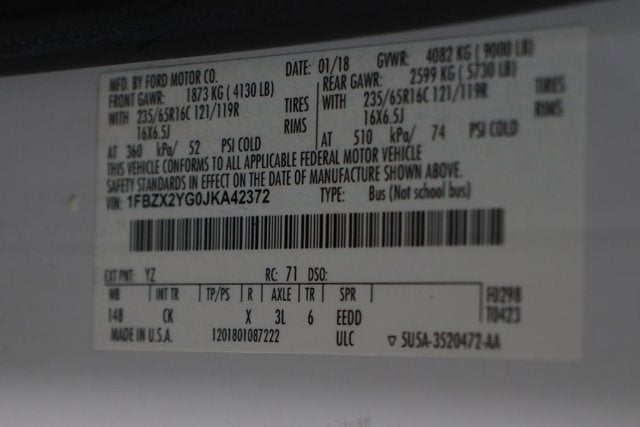 MFD. BY FORD MOTOR CO.
DATE: 01/18 GVWR: 4082 KG ( 9000 LB)
FRONT GAWR: 1873 KG ( 4130 LB)
REAR GAWR: 2599 KG ( 5730 LB)
WITH 235/65R16C 121/119R TIRES
WITH 235/65R16C 121/119R TIRES
16X6.5J RIMS
16X6.5J RIMS
AT 360 kPa/ 52 PSI COLD
AT 510 kPa/ 74 PSI COLD
THIS VEHICLE CONFORMS TO ALL APPLICABLE FEDERAL MOTOR VEHICLE
SAFETY STANDARDS IN EFFECT ON THE DATE OF MANUFACTURE SHOWN ABOVE.
VIN: 1FBZX2YG0JKA42372 TYPE: Bus (Not school bus)
EXT PNT: YZ RC: 71 DSO:
WB INT TR TP/PS R AXLE TR SPR F0298
148 CK X 3L 6 EEDD T0423
MADE IN U.S.A. 1201801087222 ULC ▽ 5U5A-3520472-AA